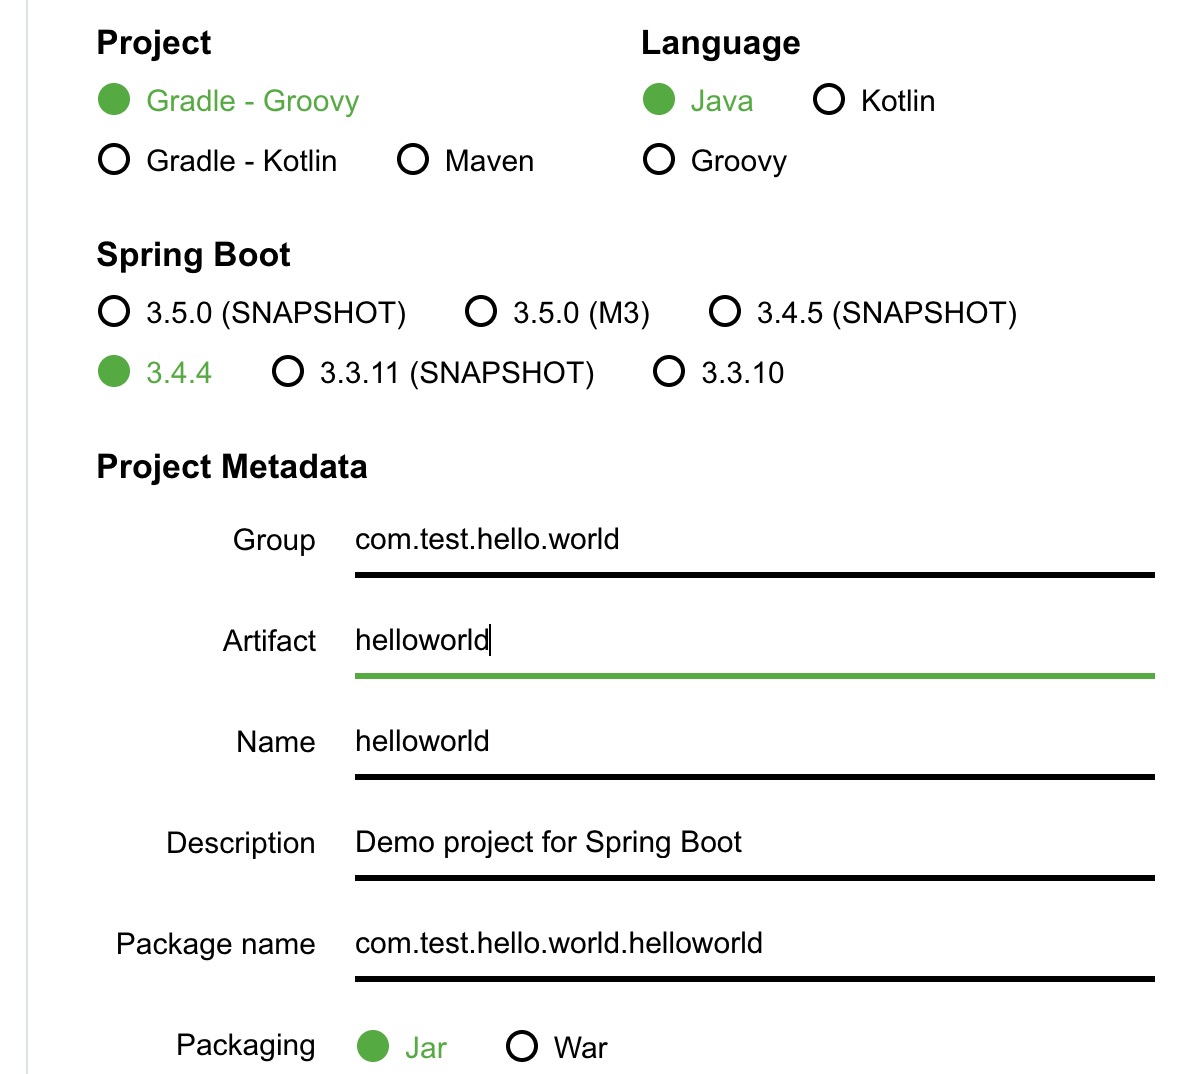 Project
Gradle - Groovy
Gradle - Kotlin Maven
Language
Java Kotlin
Groovy
Spring Boot
3.5.0 (SNAPSHOT) 3.5.0 (M3) 3.4.5 (SNAPSHOT)
3.4.4 3.3.11 (SNAPSHOT) 3.3.10
Project Metadata
Group com.test.hello.world
Artifact helloworld
Name helloworld
Description Demo project for Spring Boot
Package name com.test.hello.world.helloworld
Packaging Jar War